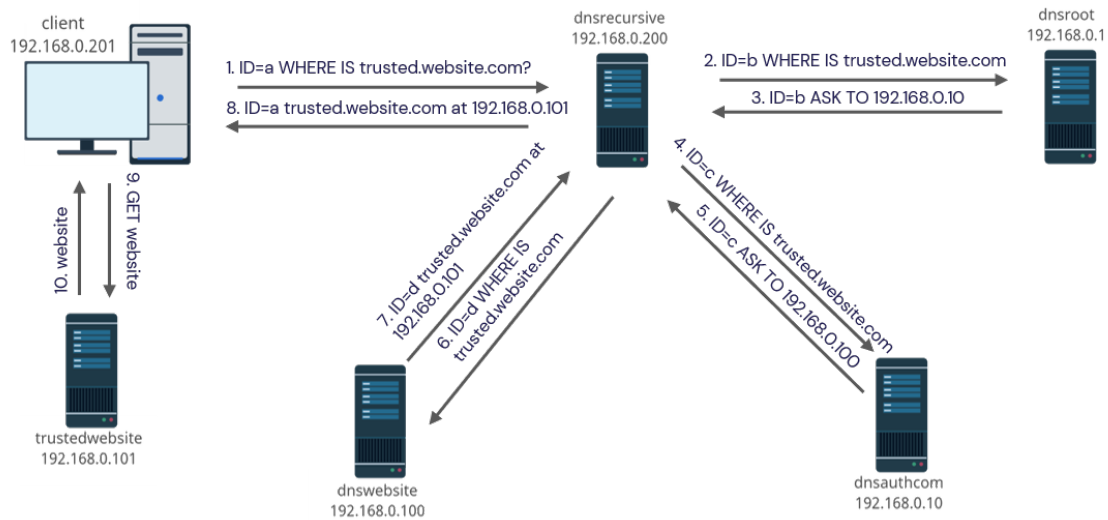 client
192.168.0.201
dnsrecursive
192.168.0.200
dnsroot
192.168.0.1
1. ID=a WHERE IS trusted.website.com?
8. ID=a trusted.website.com at 192.168.0.101
2. ID=b WHERE IS trusted.website.com
3. ID=b ASK TO 192.168.0.10
4. ID=c WHERE IS trusted.website.com
5. ID=c ASK TO 192.168.0.100
7. ID=d trusted.website.com at
192.168.0.101
6. ID=d WHERE IS
trusted.website.com
9. GET website
10. website
trustedwebsite
192.168.0.101
dnswebsite
192.168.0.100
dnsauthcom
192.168.0.10